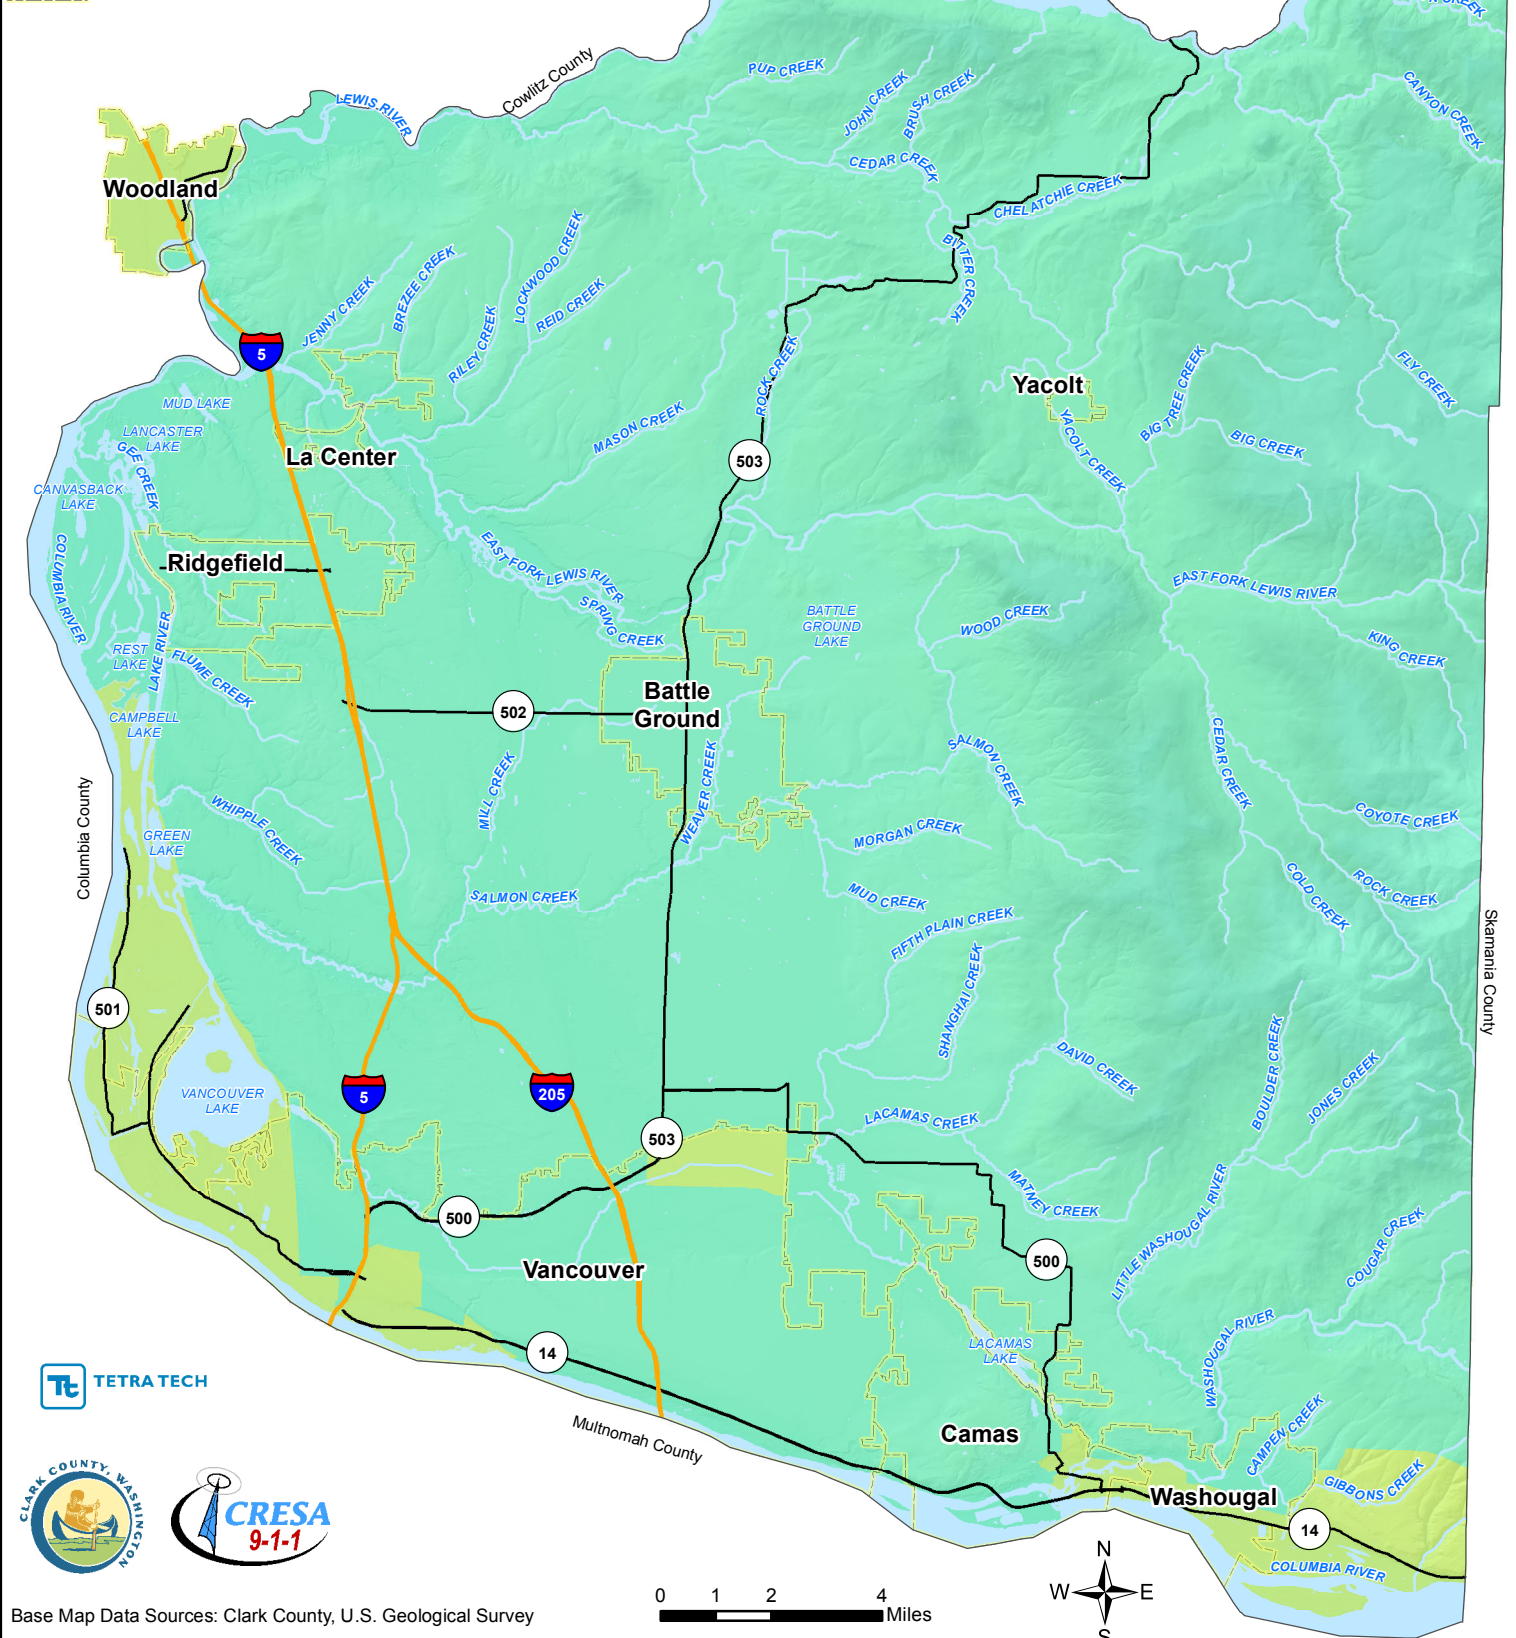 Cowlitz County
PUP CREEK
JOHN CREEK
BRUSH CREEK
CANYON CREEK
LEWIS RIVER
CEDAR CREEK
CHELATCHIE CREEK
Woodland
BITTER CREEK
LOCKWOOD CREEK
BREZEE CREEK
JENNY CREEK
REID CREEK
RILEY CREEK
5
ROCK CREEK
FLY CREEK
Yacolt
BIG TREE CREEK
MUD LAKE
LANCASTER
LAKE
MASON CREEK
YACOLT CREEK
BIG CREEK
GEE CREEK
La Center
503
CANVASBACK
LAKE
COLUMBIA RIVER
Ridgefield
EAST FORK LEWIS RIVER
EAST FORK LEWIS RIVER
SPRING CREEK
BATTLE
GROUND
LAKE
WOOD CREEK
KING CREEK
REST
LAKE
LAKE RIVER
FLUME CREEK
Battle
Ground
502
CAMPBELL
LAKE
SALMON CREEK
CEDAR CREEK
MILL CREEK
WEAVER CREEK
Columbia County
WHIPPLE CREEK
GREEN
LAKE
MORGAN CREEK
COYOTE CREEK
SALMON CREEK
MUD CREEK
COLD CREEK
ROCK CREEK
FIFTH PLAIN CREEK
SHANGHAI CREEK
Skamania County
501
VANCOUVER
LAKE
5
205
DAVID CREEK
BOULDER CREEK
JONES CREEK
LACAMAS CREEK
503
MATNEY CREEK
500
LITTLE WASHOUGAL RIVER
COUGAR CREEK
500
Vancouver
WASHOUGAL RIVER
LACAMAS
LAKE
14
TETRA TECH
Multnomah County
Camas
CAMPEN CREEK
GIBBONS CREEK
Washougal
14
COLUMBIA RIVER
CLARK COUNTY, WASHINGTON
CRESA
9-1-1
N
W E
S
0 1 2 4
Miles
Base Map Data Sources: Clark County, U.S. Geological Survey